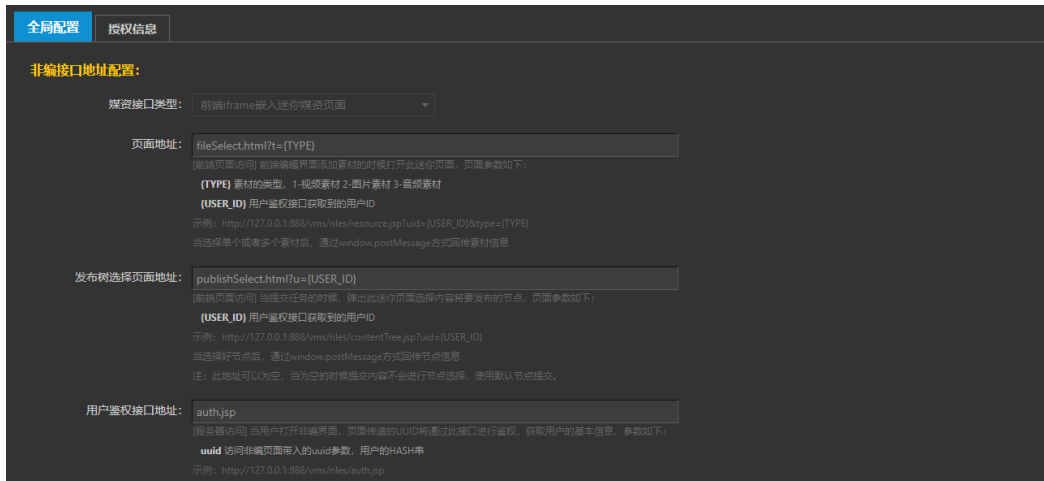 全局配置 授权信息
非编接口地址配置：
媒资接口类型： 前端iframe嵌入迷你媒资页面
页面地址： fileSelect.html?t={TYPE}
[前端页面访问] 前端编辑界面添加素材的时候打开此迷你页面，页面参数如下：
{TYPE} 素材的类型，1-视频素材 2-图片素材 3-音频素材
{USER_ID} 用户鉴权接口获取到的用户ID
示例：http://127.0.0.1:888/vms/nles/resource.jsp?uid={USER_ID}&type={TYPE}
当选择单个或者多个素材后，通过window.postMessage方式回传素材信息
发布树选择页面地址： publishSelect.html?u={USER_ID}
[前端页面访问] 当提交任务的时候，弹出此迷你页面选择内容将要发布的节点，页面参数如下：
{USER_ID} 用户鉴权接口获取到的用户ID
示例：http://127.0.0.1:888/vms/nles/contentTree.jsp?uid={USER_ID}
当选择好节点后，通过window.postMessage方式回传节点信息
注：此地址可以为空，当为空的时候提交内容不会进行节点选择，使用默认节点提交。
用户鉴权接口地址： auth.jsp
[服务器访问] 当用户打开非编界面，页面传递的UUID将通过此接口进行鉴权，获取用户的基本信息，参数如下：
uuid 访问非编页面带入的uuid参数，用户的HASH串
示例：http://127.0.0.1:888/vms/nles/auth.jsp